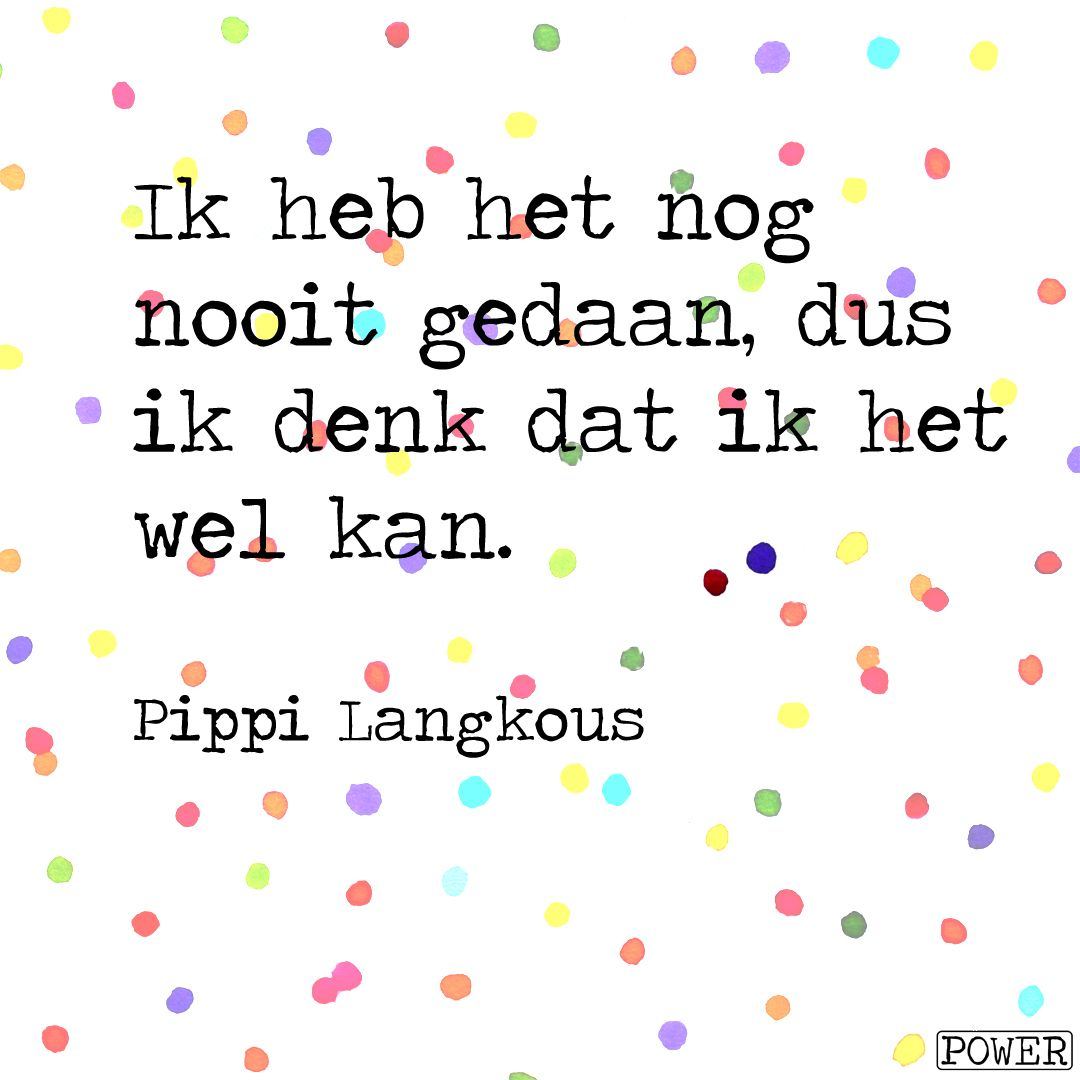 Ik heb het nog
nooit gedaan, dus
ik denk dat ik het
wel kan.
Pippi Langkous
POWER